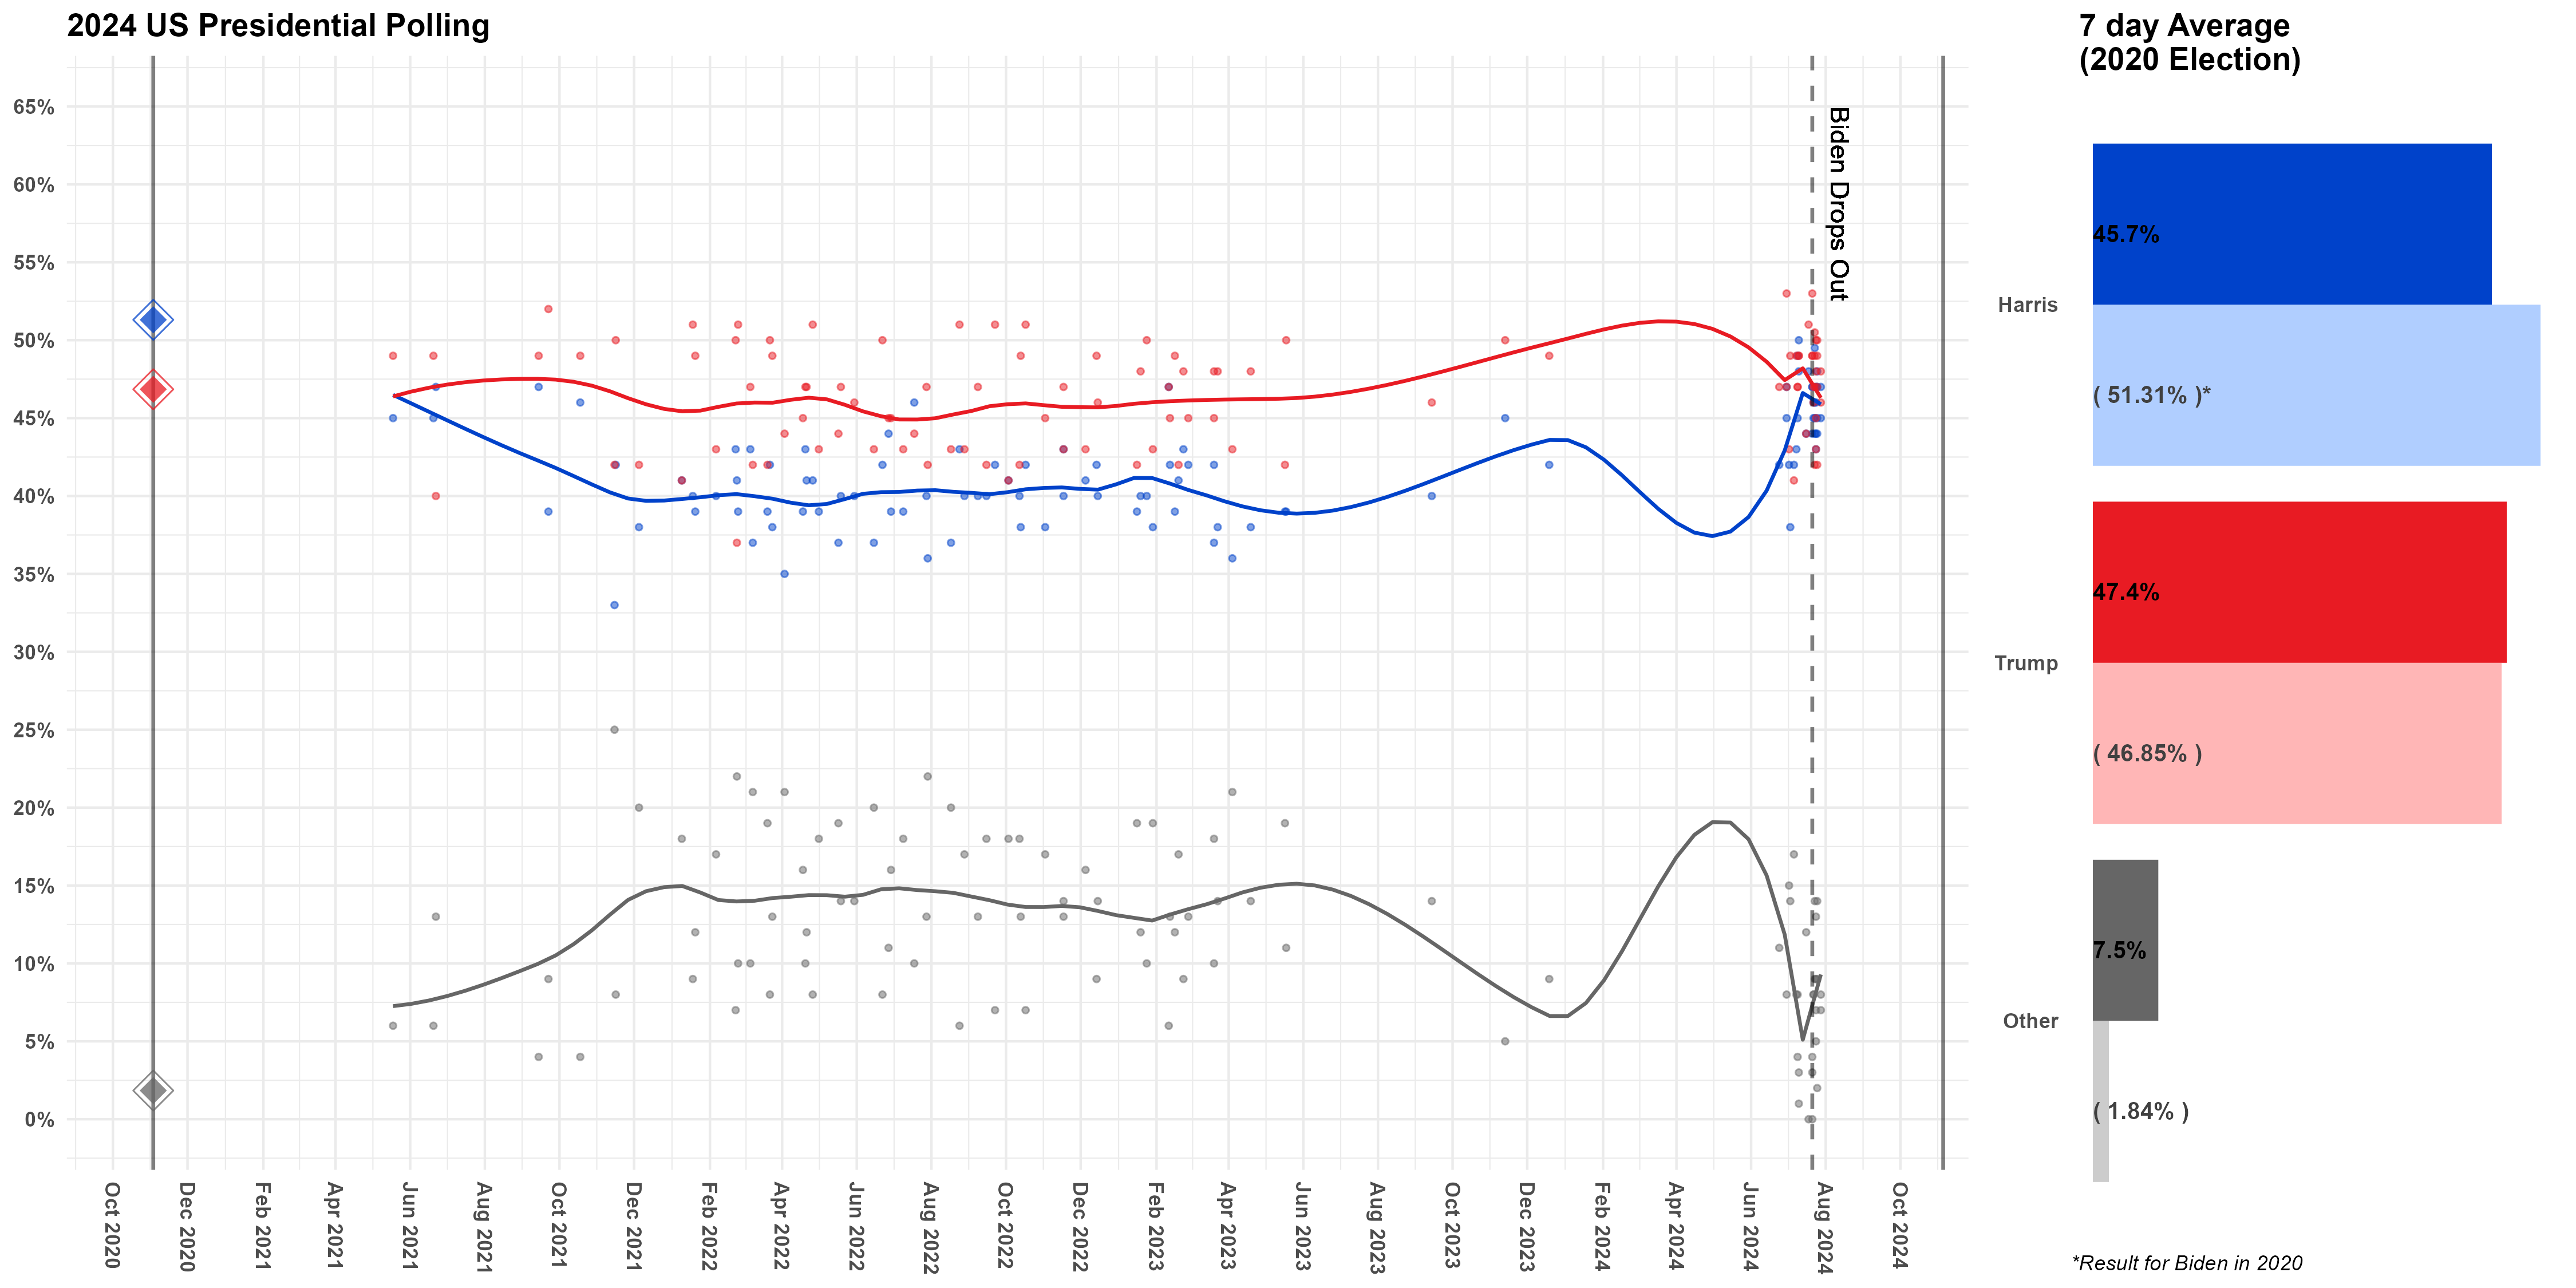 2024 US Presidential Polling
7 day Average
(2020 Election)
65%
60%
55%
50%
45%
40%
35%
30%
25%
20%
15%
10%
5%
0%
Biden Drops Out
Oct 2020
Dec 2020
Feb 2021
Apr 2021
Jun 2021
Aug 2021
Oct 2021
Dec 2021
Feb 2022
Apr 2022
Jun 2022
Aug 2022
Oct 2022
Dec 2022
Feb 2023
Apr 2023
Jun 2023
Aug 2023
Oct 2023
Dec 2023
Feb 2024
Apr 2024
Jun 2024
Aug 2024
Oct 2024
Harris
45.7%
( 51.31% )*
Trump
47.4%
( 46.85% )
Other
7.5%
( 1.84% )
*Result for Biden in 2020